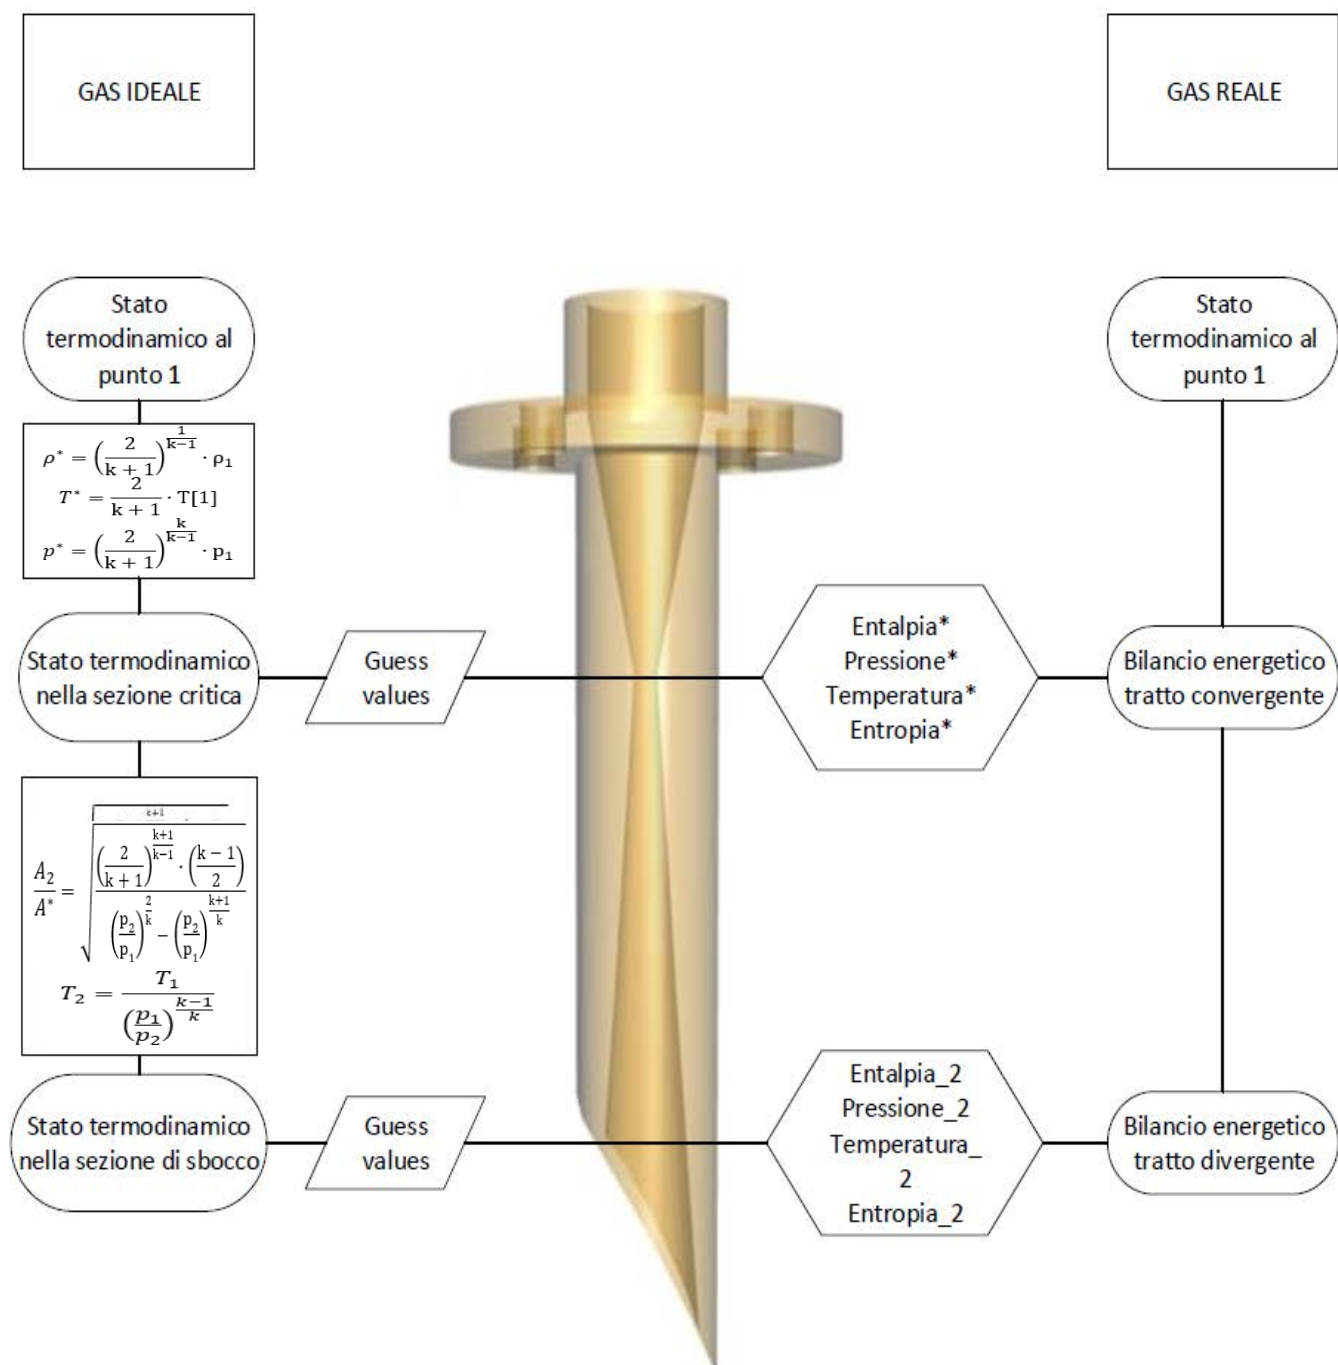 GAS IDEALE
GAS REALE
Stato
termodinamico al
punto 1
Stato
termodinamico al
punto 1
ρ* = (2/(k + 1))^(1/(k−1)) · ρ₁
T* = 2/(k + 1) · T[1]
p* = (2/(k + 1))^(k/(k−1)) · p₁
Stato termodinamico
nella sezione critica
Guess
values
Entalpia*
Pressione*
Temperatura*
Entropia*
Bilancio energetico
tratto convergente
k+1
A₂/A* = √(((2/(k + 1))^((k+1)/(k−1)) · ((k − 1)/2))/((p₂/p₁)^(2/k) − (p₂/p₁)^((k+1)/k)))
T₂ = T₁/(p₁/p₂)^((k−1)/k)
Stato termodinamico
nella sezione di sbocco
Guess
values
Entalpia_2
Pressione_2
Temperatura_
2
Entropia_2
Bilancio energetico
tratto divergente